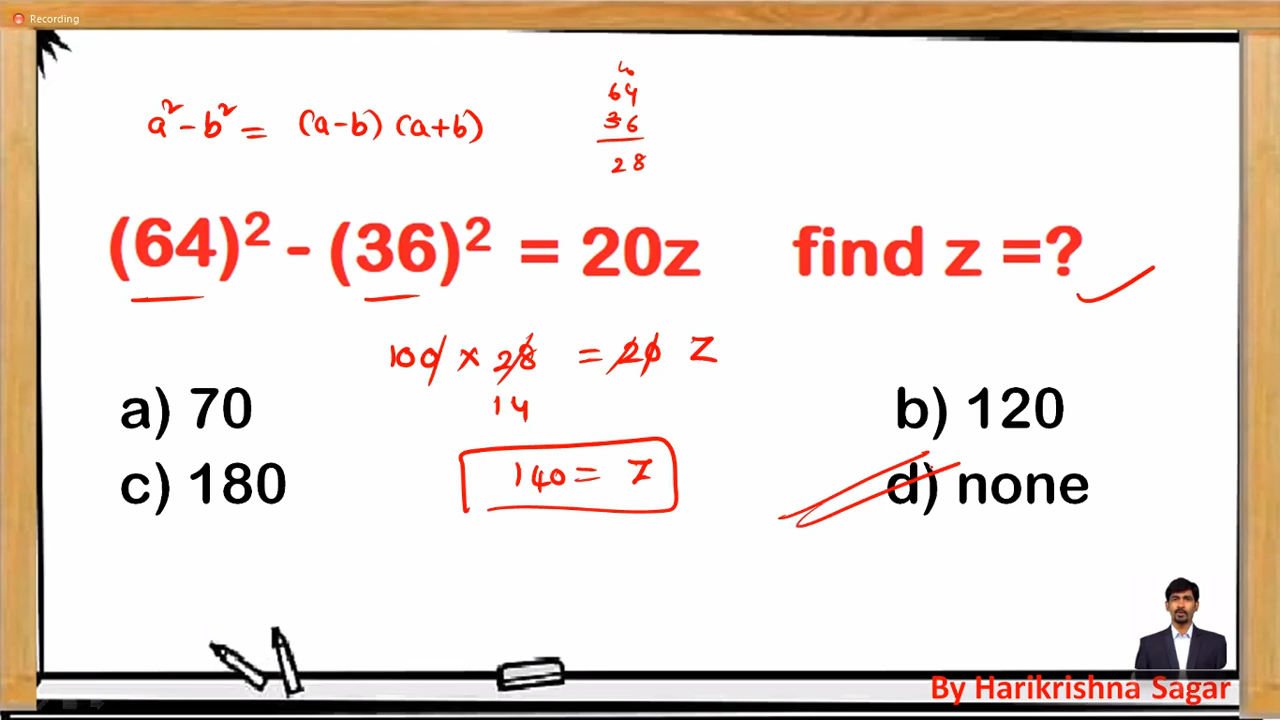 Recording
a² - b² = (a-b) (a+b)
10
64
36
28
(64)² - (36)² = 20z find z =?
100 x 28 = 20 Z
14
a) 70
b) 120
140 = Z
c) 180
d) none
By Harikrishna Sagar